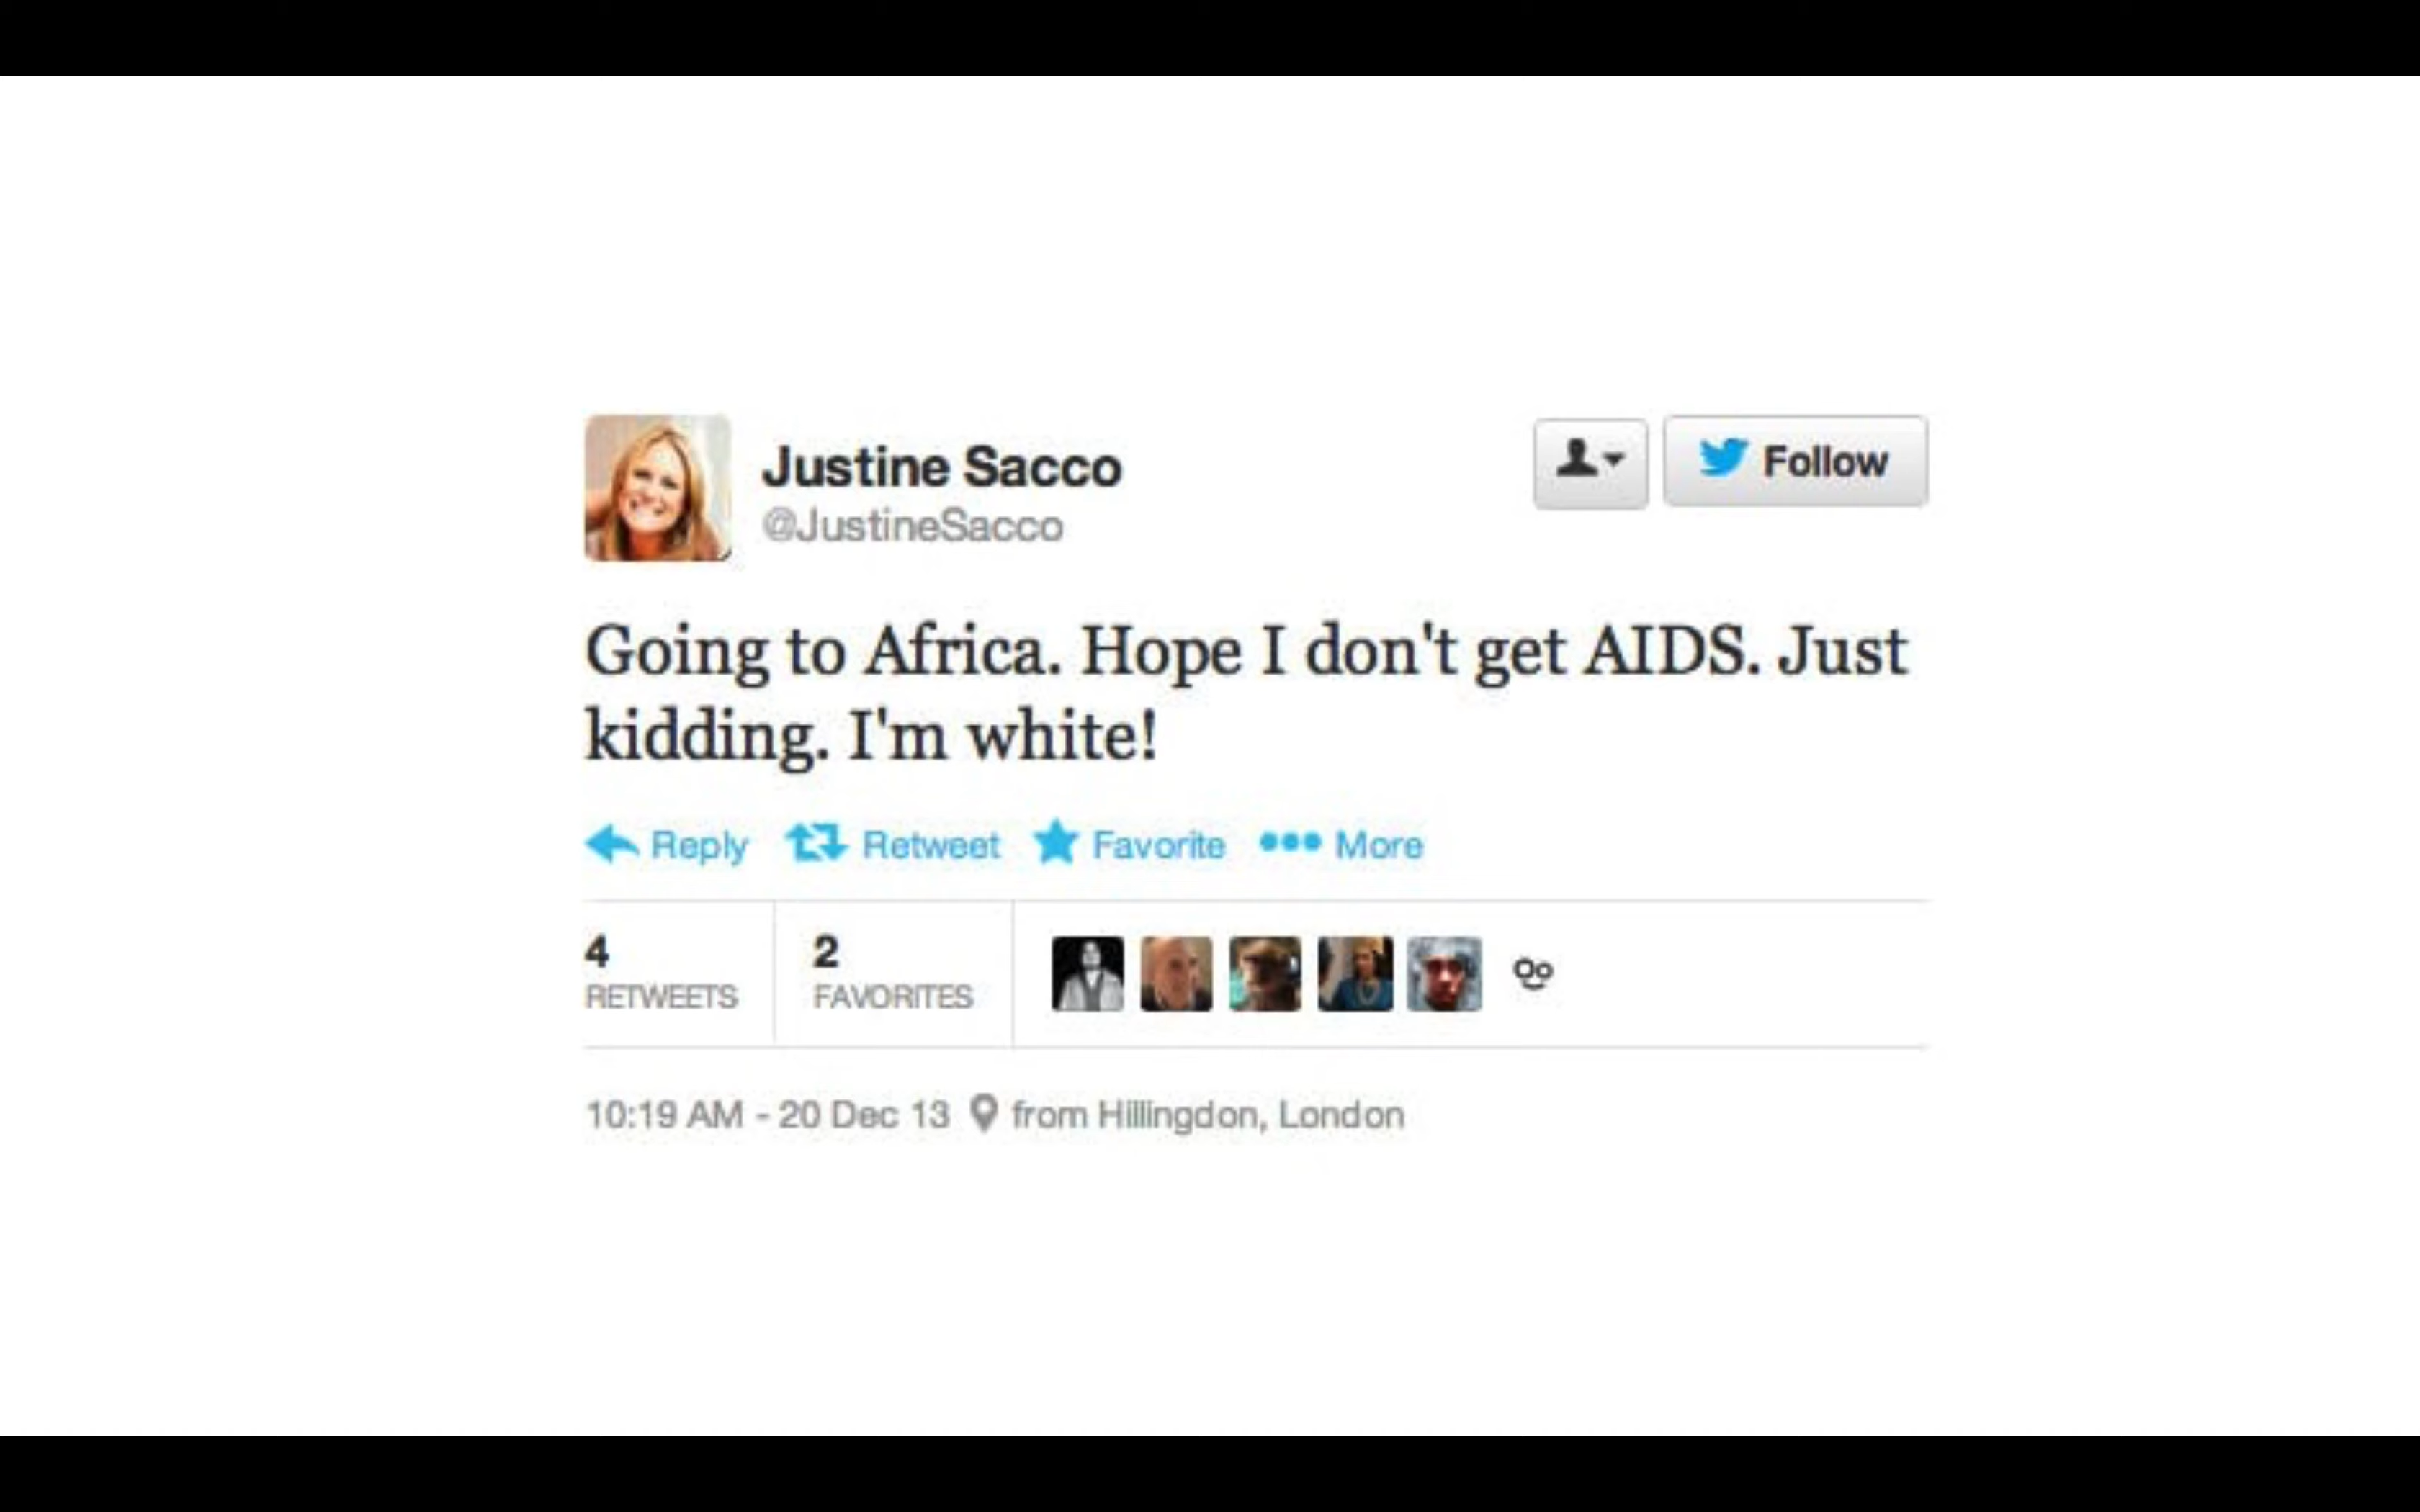 Justine Sacco
@JustineSacco
Follow
Going to Africa. Hope I don't get AIDS. Just
kidding. I'm white!
Reply Retweet Favorite More
4 RETWEETS
2 FAVORITES
10:19 AM - 20 Dec 13 from Hillingdon, London